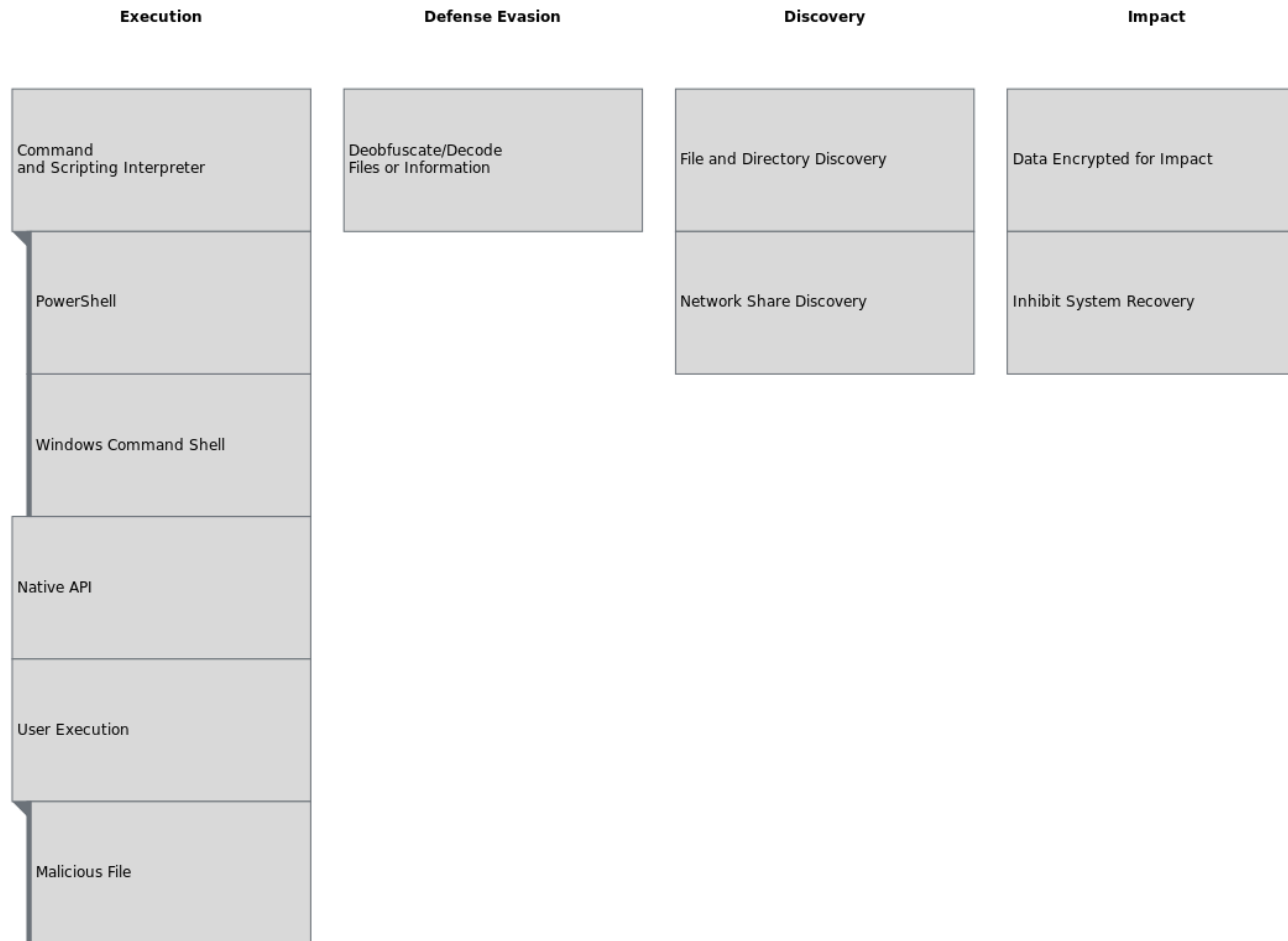 Execution
Defense Evasion
Discovery
Impact
Command
and Scripting Interpreter
PowerShell
Windows Command Shell
Native API
User Execution
Malicious File
Deobfuscate/Decode
Files or Information
File and Directory Discovery
Network Share Discovery
Data Encrypted for Impact
Inhibit System Recovery